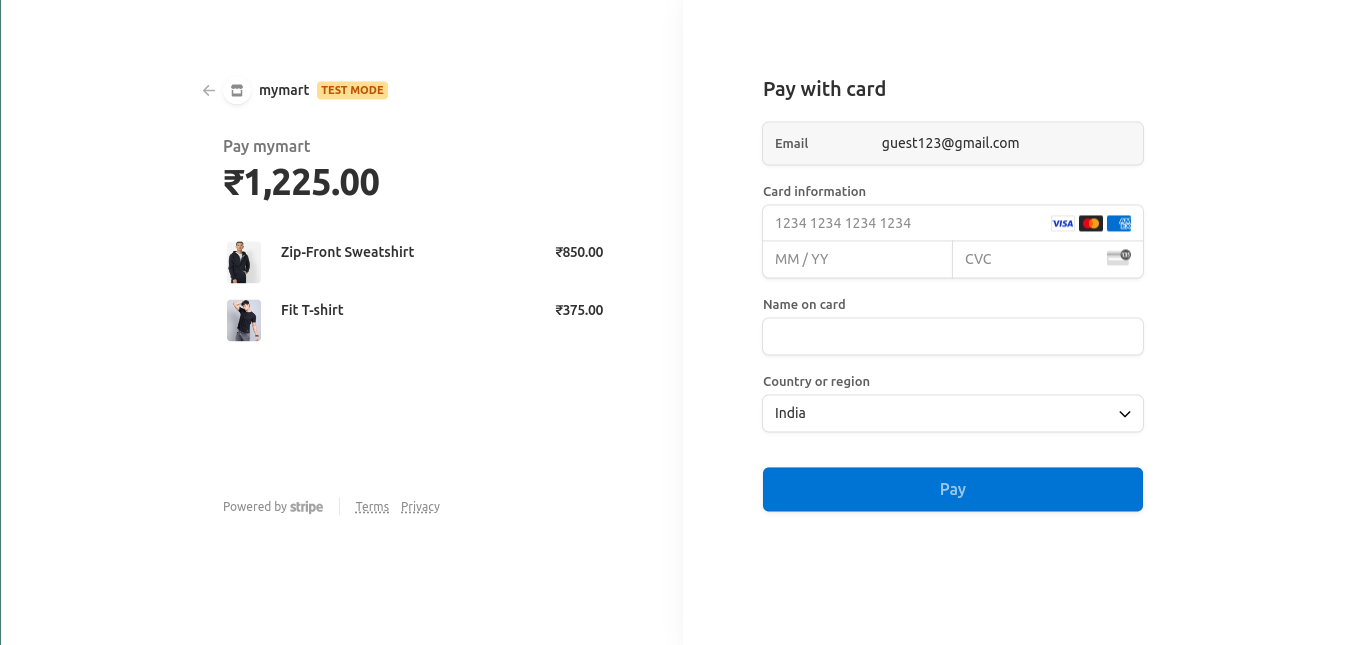 mymart TEST MODE
Pay mymart
₹1,225.00
Zip-Front Sweatshirt ₹850.00
Fit T-shirt ₹375.00
Powered by stripe Terms Privacy
Pay with card
Email guest123@gmail.com
Card information
1234 1234 1234 1234 VISA
MM / YY CVC
Name on card
Country or region
India
Pay